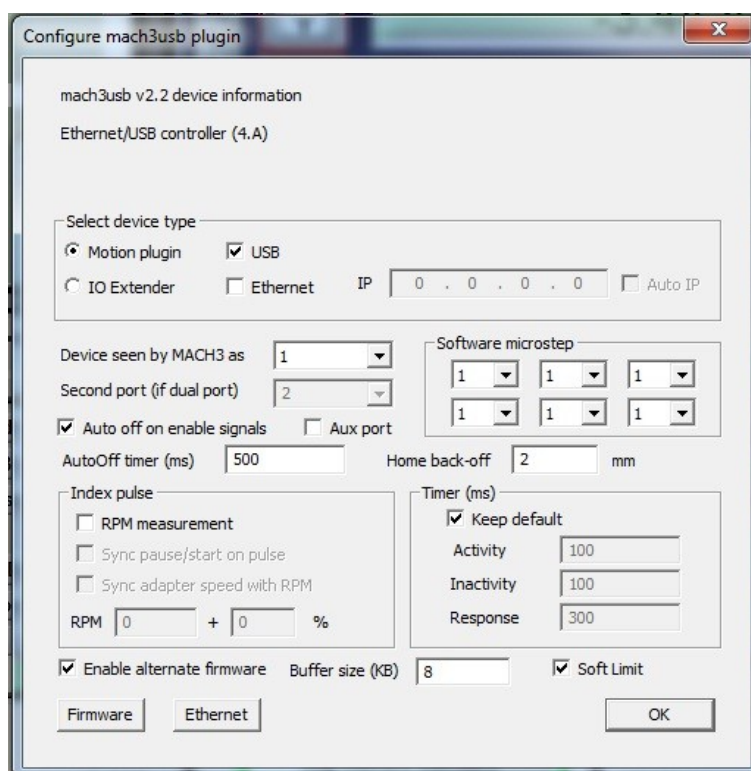 Configure mach3usb plugin
mach3usb v2.2 device information
Ethernet/USB controller (4.A)
Select device type
Motion plugin USB
IO Extender Ethernet IP 0 . 0 . 0 . 0 Auto IP
Device seen by MACH3 as 1
Second port (if dual port) 2
Software microstep
1 1 1
1 1 1
Auto off on enable signals Aux port
AutoOff timer (ms) 500 Home back-off 2 mm
Index pulse
RPM measurement
Sync pause/start on pulse
Sync adapter speed with RPM
RPM 0 + 0 %
Timer (ms)
Keep default
Activity 100
Inactivity 100
Response 300
Enable alternate firmware Buffer size (KB) 8 Soft Limit
Firmware Ethernet OK